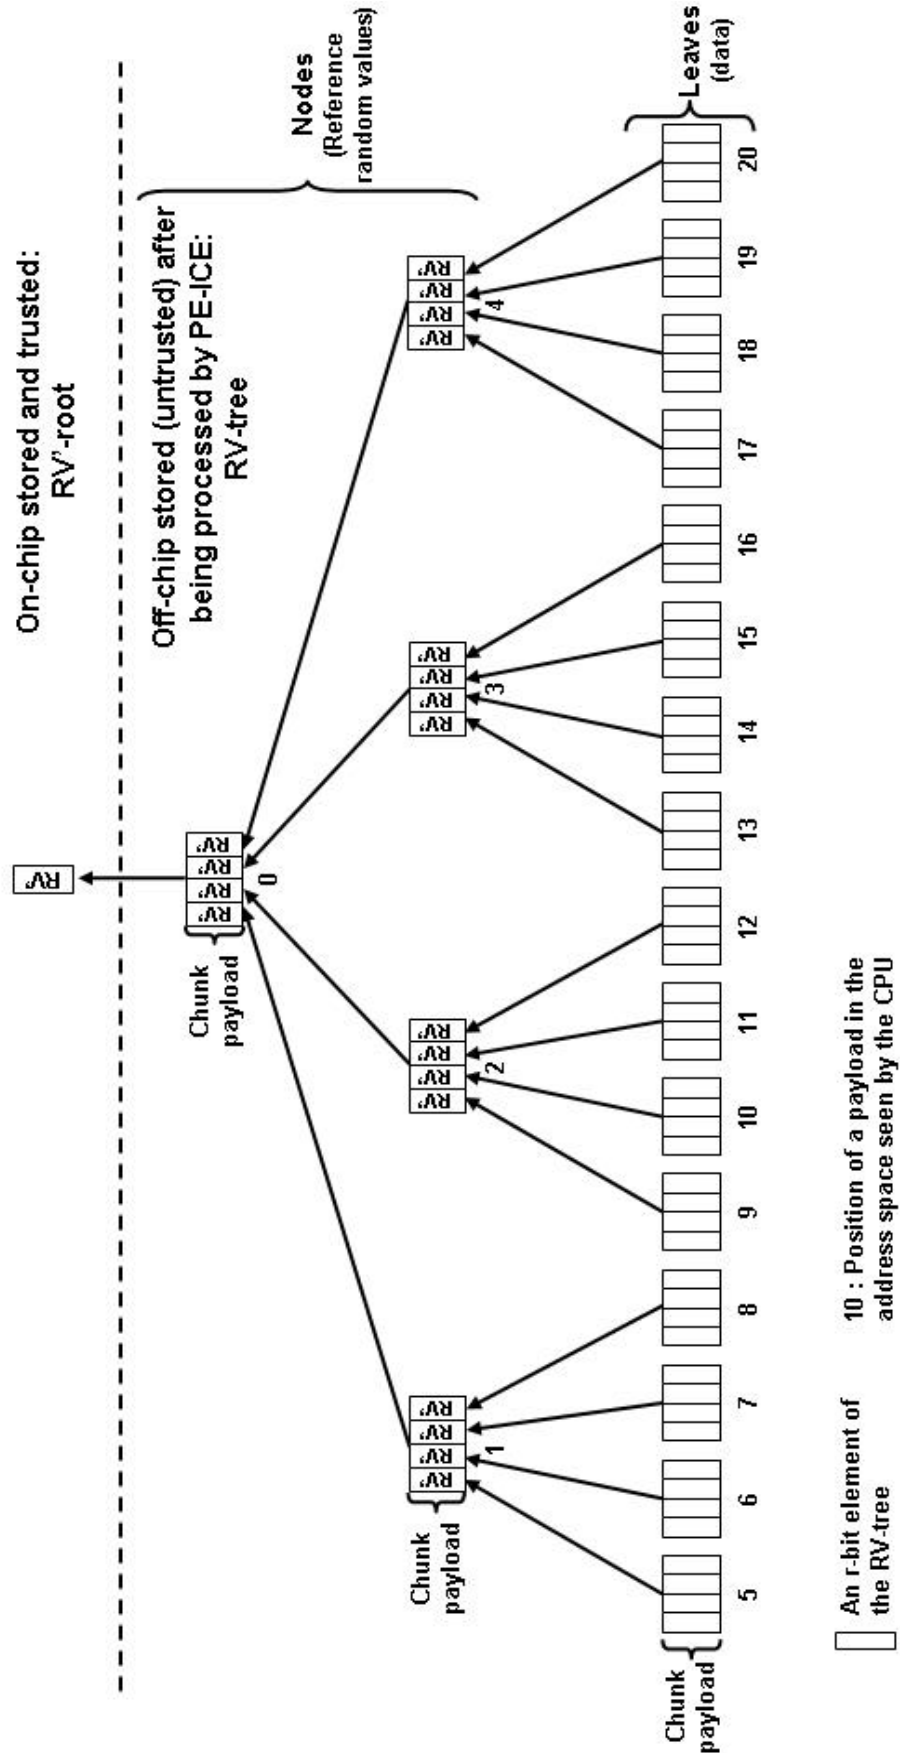 On-chip stored and trusted:
RV'-root
RV'
Off-chip stored (untrusted) after
being processed by PE-ICE:
RV-tree
Nodes
(Reference
random values)
Chunk
payload
RV' RV' RV' RV'
0
Chunk
payload
RV' RV' RV' RV'
1
RV' RV' RV' RV'
2
RV' RV' RV' RV'
3
RV' RV' RV' RV'
4
Leaves
(data)
Chunk
payload
5 6 7 8 9 10 11 12 13 14 15 16 17 18 19 20
An r-bit element of
the RV-tree
10 : Position of a payload in the
address space seen by the CPU